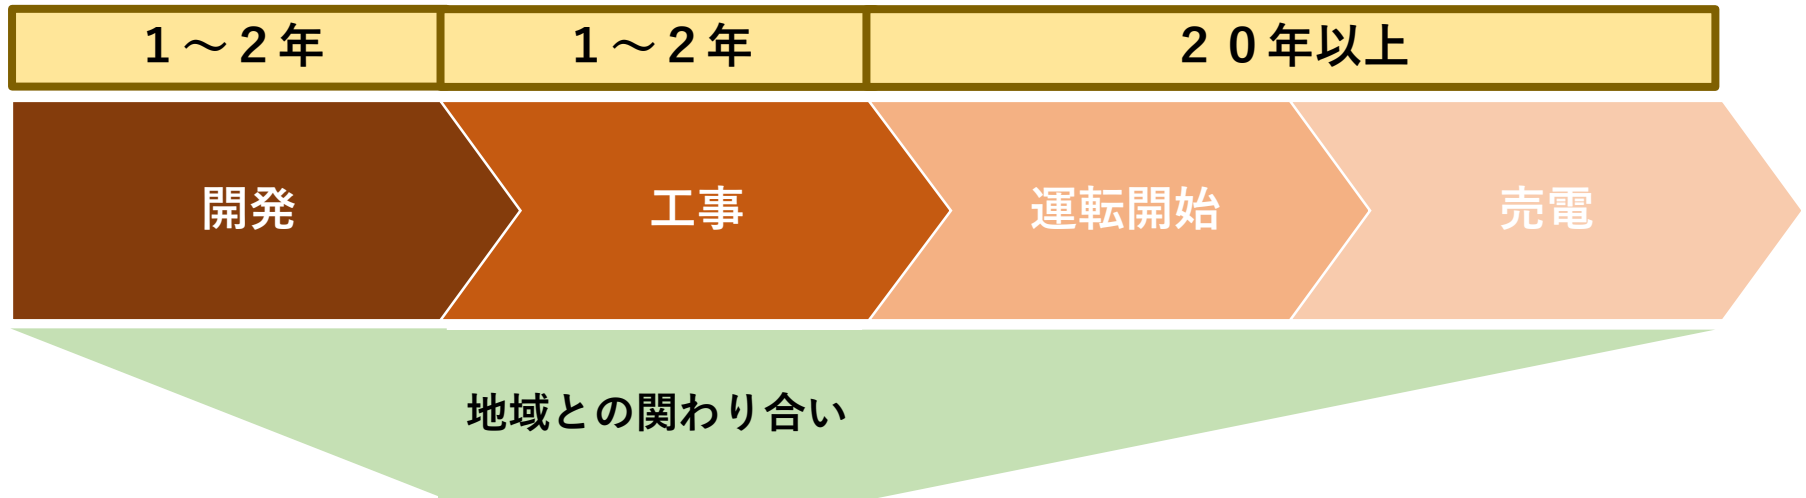 １～２年
１～２年
２０年以上
開発
工事
運転開始
売電
地域との関わり合い